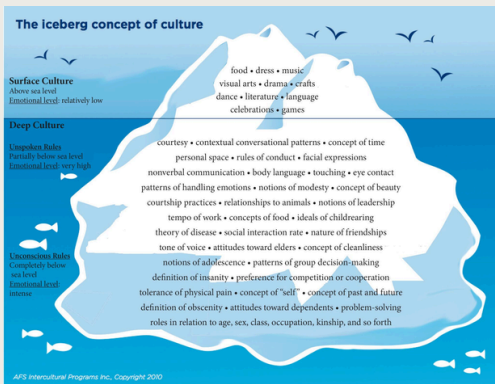 The iceberg concept of culture
food • dress • music
visual arts • drama • crafts
dance • literature • language
celebrations • games
Surface Culture
Above sea level
Emotional level: relatively low
Deep Culture
Unspoken Rules
Partially below sea level
Emotional level: very high
courtesy • contextual conversational patterns • concept of time
personal space • rules of conduct • facial expressions
nonverbal communication • body language • touching • eye contact
patterns of handling emotions • notions of modesty • concept of beauty
courtship practices • relationships to animals • notions of leadership
tempo of work • concepts of food • ideals of childrearing
theory of disease • social interaction rate • nature of friendships
tone of voice • attitudes toward elders • concept of cleanliness
notions of adolescence • patterns of group decision-making
definition of insanity • preference for competition or cooperation
tolerance of physical pain • concept of "self" • concept of past and future
definition of obscenity • attitudes toward dependents • problem-solving
roles in relation to age, sex, class, occupation, kinship, and so forth
Unconscious Rules
Completely below
sea level
Emotional level:
intense
AFS Intercultural Programs Inc., Copyright 2010